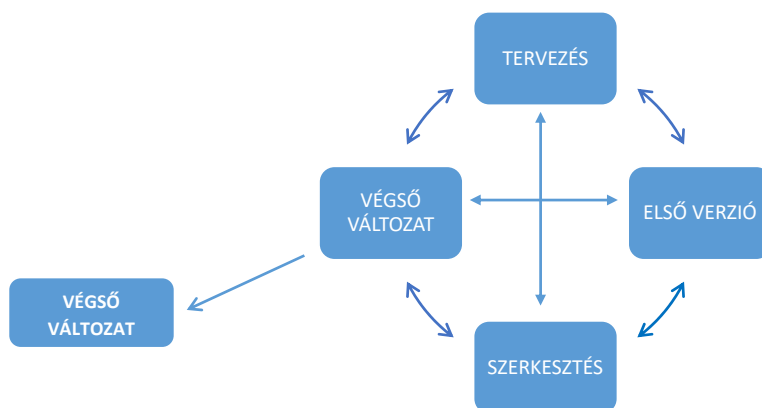 TERVEZÉS
VÉGSŐ
VÁLTOZAT
ELSŐ VERZIÓ
VÉGSŐ
VÁLTOZAT
SZERKESZTÉS